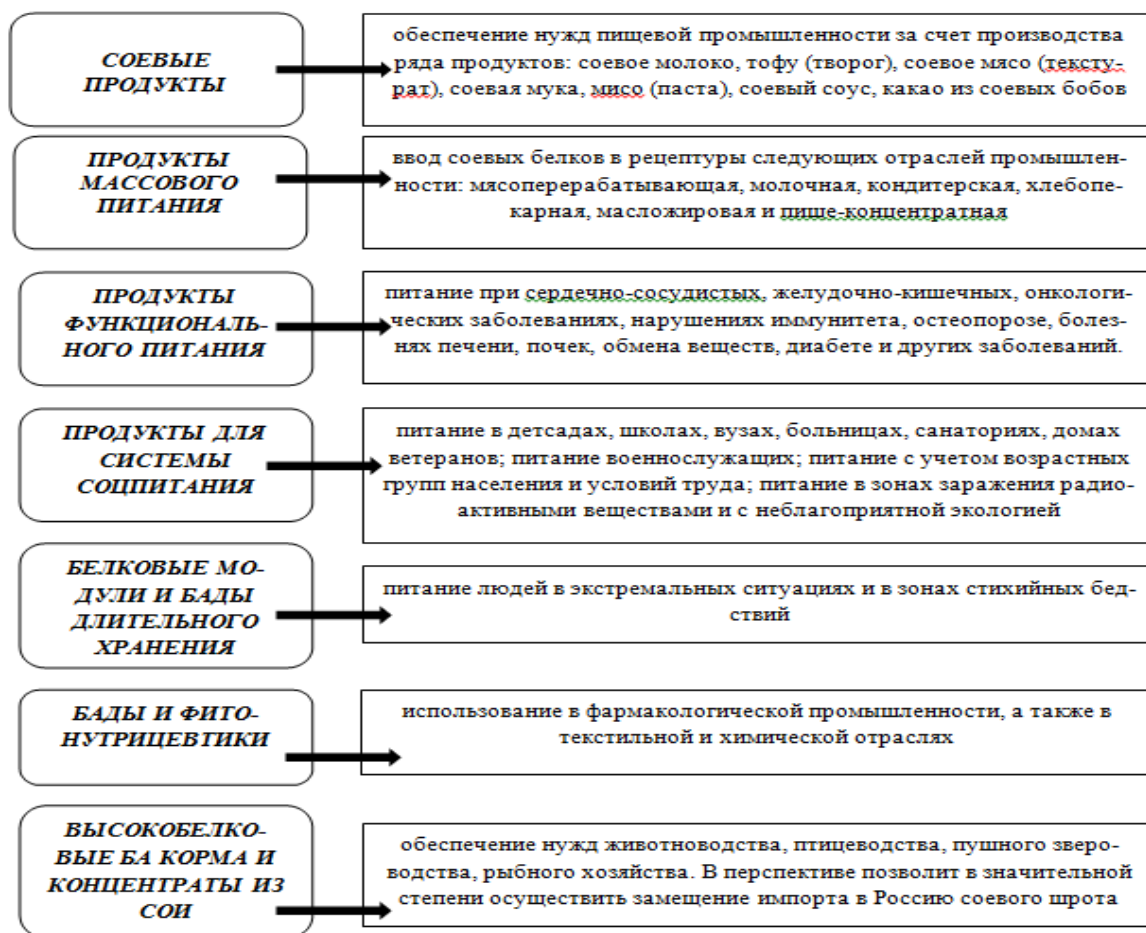 СОЕВЫЕ
ПРОДУКТЫ
обеспечение нужд пищевой промышленности за счет производства
ряда продуктов: соевое молоко, тофу (творог), соевое мясо (тексту-
рат), соевая мука, мисо (паста), соевый соус, какао из соевых бобов
ПРОДУКТЫ
МАССОВОГО
ПИТАНИЯ
ввод соевых белков в рецептуры следующих отраслей промышлен-
ности: мясоперерабатывающая, молочная, кондитерская, хлебопе-
карная, масложировая и пище-концентратная
ПРОДУКТЫ
ФУНКЦИОНАЛЬ-
НОГО ПИТАНИЯ
питание при сердечно-сосудистых, желудочно-кишечных, онкологи-
ческих заболеваниях, нарушениях иммунитета, остеопорозе, болез-
нях печени, почек, обмена веществ, диабете и других заболеваний.
ПРОДУКТЫ ДЛЯ
СИСТЕМЫ
СОЦПИТАНИЯ
питание в детсадах, школах, вузах, больницах, санаториях, домах
ветеранов; питание военнослужащих; питание с учетом возрастных
групп населения и условий труда; питание в зонах заражения радио-
активными веществами и с неблагоприятной экологией
БЕЛКОВЫЕ МО-
ДУЛИ И БАДЫ
ДЛИТЕЛЬНОГО
ХРАНЕНИЯ
питание людей в экстремальных ситуациях и в зонах стихийных бед-
ствий
БАДЫ И ФИТО-
НУТРИЦЕВТИКИ
использование в фармакологической промышленности, а также в
текстильной и химической отраслях
ВЫСОКОБЕЛКО-
ВЫЕ БА КОРМА И
КОНЦЕНТРАТЫ ИЗ
СОИ
обеспечение нужд животноводства, птицеводства, пушного зверо-
водства, рыбного хозяйства. В перспективе позволит в значительной
степени осуществить замещение импорта в Россию соевого шрота